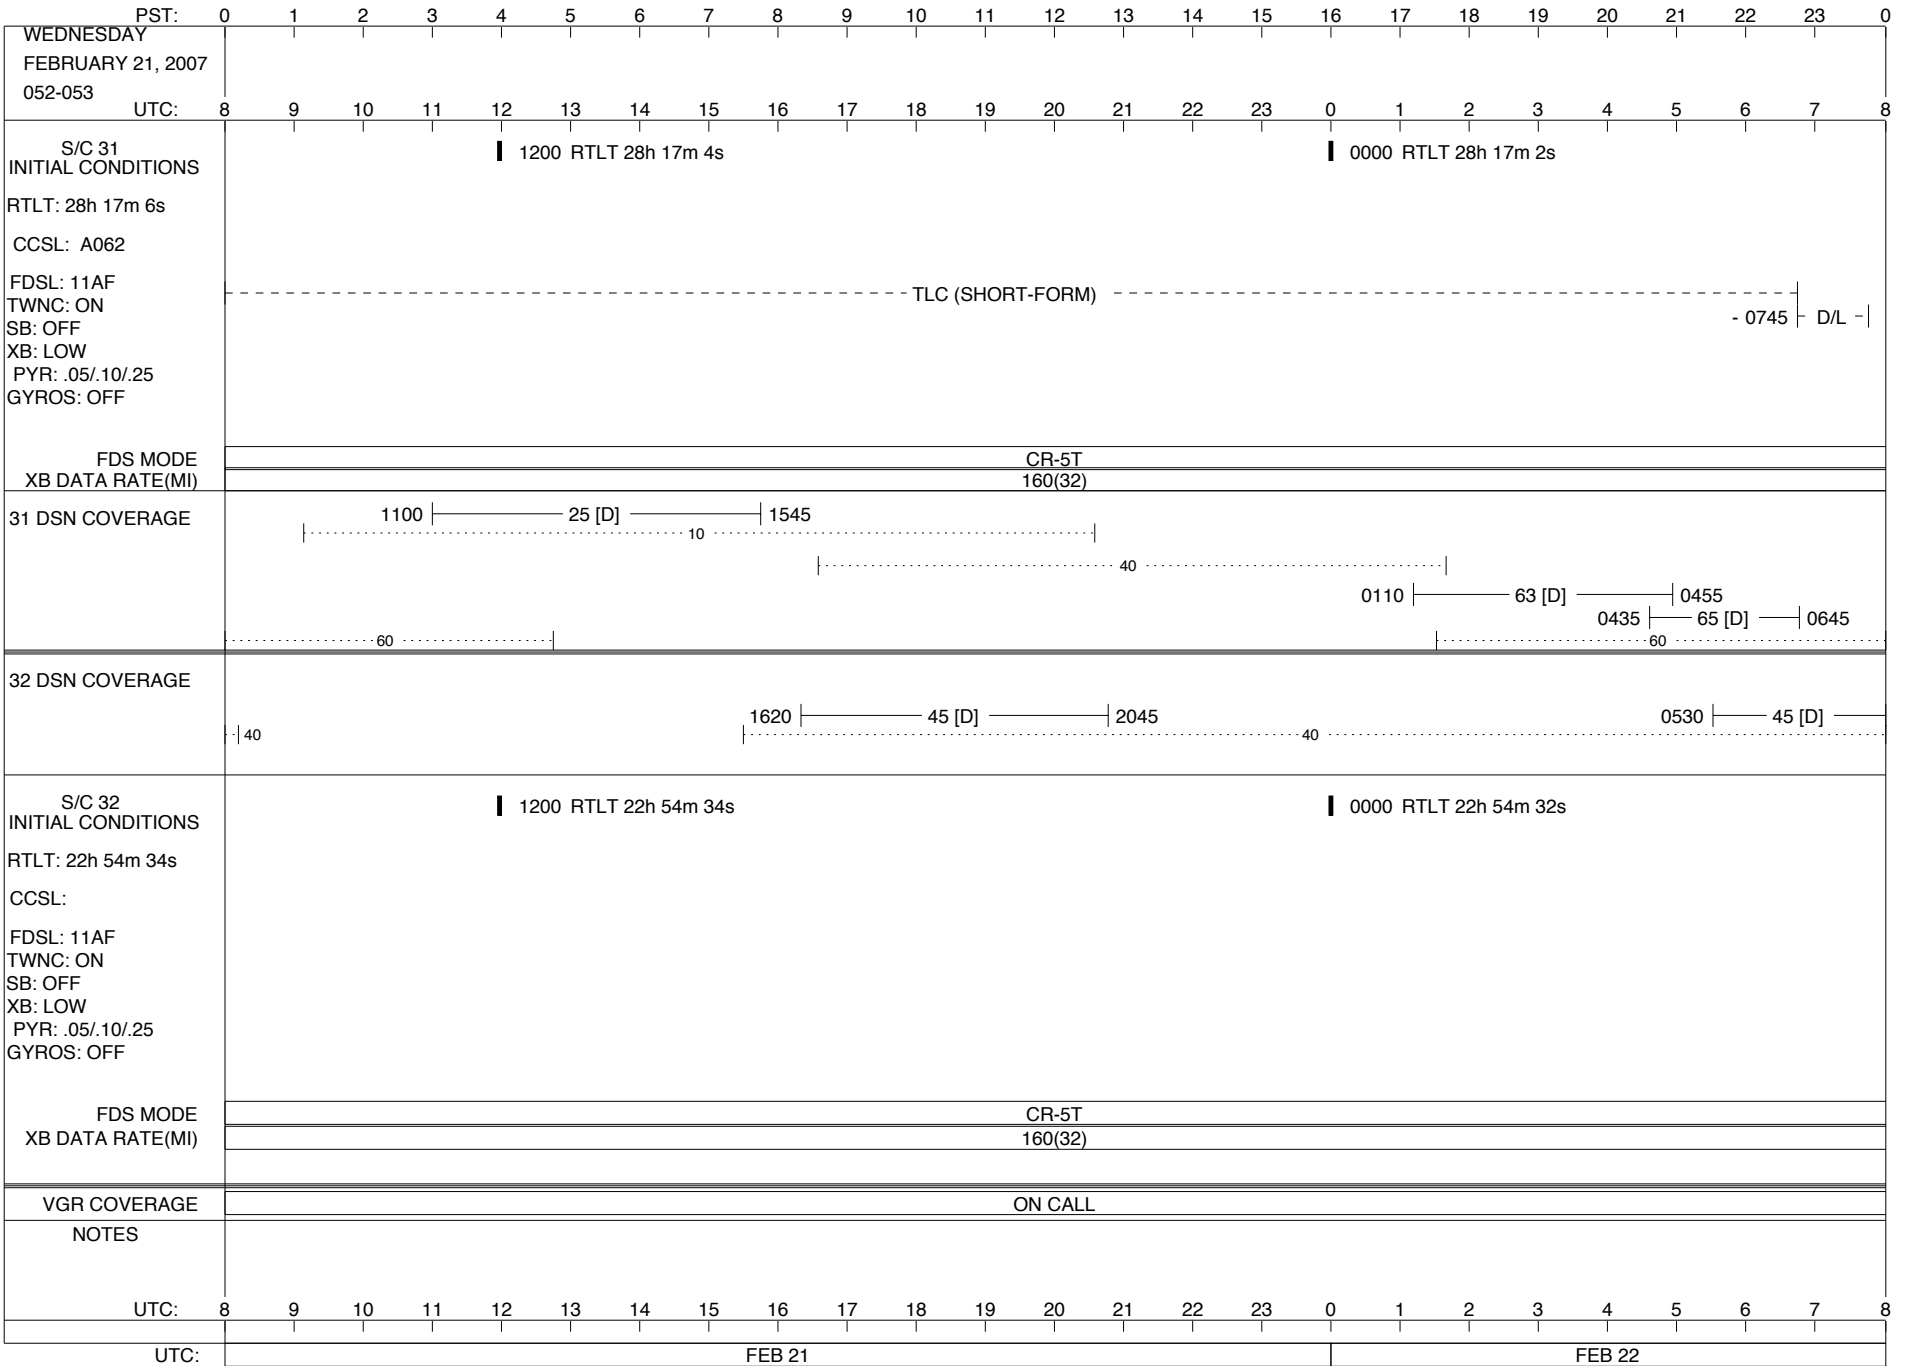 PST: 0 1 2 3 4 5 6 7 8 9 10 11 12 13 14 15 16 17 18 19 20 21 22 23 0
WEDNESDAY
FEBRUARY 21, 2007
052-053
UTC: 8 9 10 11 12 13 14 15 16 17 18 19 20 21 22 23 0 1 2 3 4 5 6 7 8
S/C 31
INITIAL CONDITIONS
1200 RTLT 28h 17m 4s
0000 RTLT 28h 17m 2s
RTLT: 28h 17m 6s
CCSL: A062
FDSL: 11AF
TLC (SHORT-FORM)
TWNC: ON
- 0745 D/L
SB: OFF
XB: LOW
PYR: .05/.10/.25
GYROS: OFF
FDS MODE CR-5T
XB DATA RATE(MI) 160(32)
31 DSN COVERAGE
1100 25 [D] 1545
10
40
0110 63 [D] 0455
0435 65 [D] 0645
60 60
32 DSN COVERAGE
1620 45 [D] 2045 0530 45 [D]
40 40
S/C 32
INITIAL CONDITIONS
1200 RTLT 22h 54m 34s
0000 RTLT 22h 54m 32s
RTLT: 22h 54m 34s
CCSL:
FDSL: 11AF
TWNC: ON
SB: OFF
XB: LOW
PYR: .05/.10/.25
GYROS: OFF
FDS MODE CR-5T
XB DATA RATE(MI) 160(32)
VGR COVERAGE ON CALL
NOTES
UTC: 8 9 10 11 12 13 14 15 16 17 18 19 20 21 22 23 0 1 2 3 4 5 6 7 8
UTC: FEB 21 FEB 22